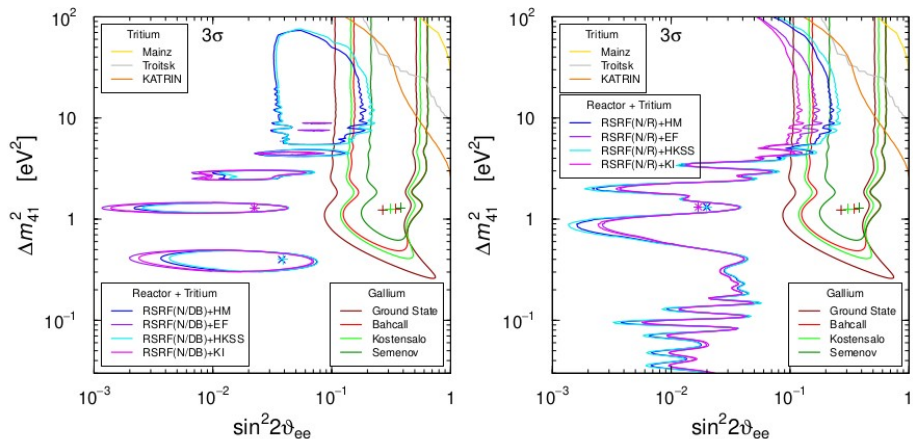 3σ
Tritium
Mainz
Troitsk
KATRIN
Reactor + Tritium
RSRF(N/DB)+HM
RSRF(N/DB)+EF
RSRF(N/DB)+HKSS
RSRF(N/DB)+KI
Gallium
Ground State
Bahcall
Kostensalo
Semenov
10²
10
1
10⁻¹
Δm²₄₁ [eV²]
10⁻³ 10⁻² 10⁻¹ 1
sin²2ϑee
3σ
Tritium
Mainz
Troitsk
KATRIN
Reactor + Tritium
RSRF(N/R)+HM
RSRF(N/R)+EF
RSRF(N/R)+HKSS
RSRF(N/R)+KI
Gallium
Ground State
Bahcall
Kostensalo
Semenov
10²
10
1
10⁻¹
Δm²₄₁ [eV²]
10⁻³ 10⁻² 10⁻¹ 1
sin²2ϑee